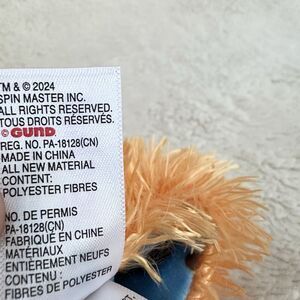 TM & © 2024
SPIN MASTER INC.
ALL RIGHTS RESERVED.
TOUS DROITS RÉSERVÉS.
© GUND
REG. NO. PA-18128(CN)
MADE IN CHINA
ALL NEW MATERIAL
CONTENT:
POLYESTER FIBRES
NO. DE PERMIS
PA-18128(CN)
FABRIQUÉ EN CHINE
MATÉRIAUX
ENTIÈREMENT NEUFS
CONTENU :
FIBRES DE POLYESTER